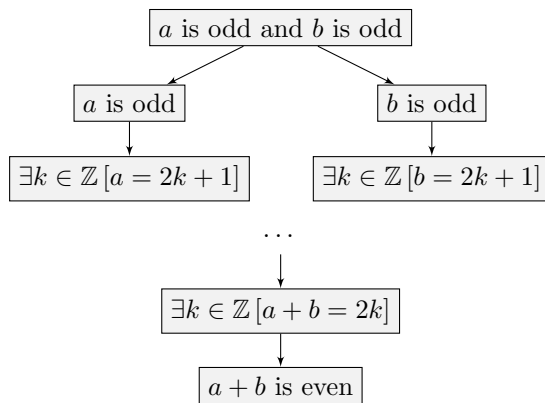 a is odd and b is odd
a is odd
b is odd
∃k ∈ ℤ [a = 2k + 1]
∃k ∈ ℤ [b = 2k + 1]
...
∃k ∈ ℤ [a + b = 2k]
a + b is even